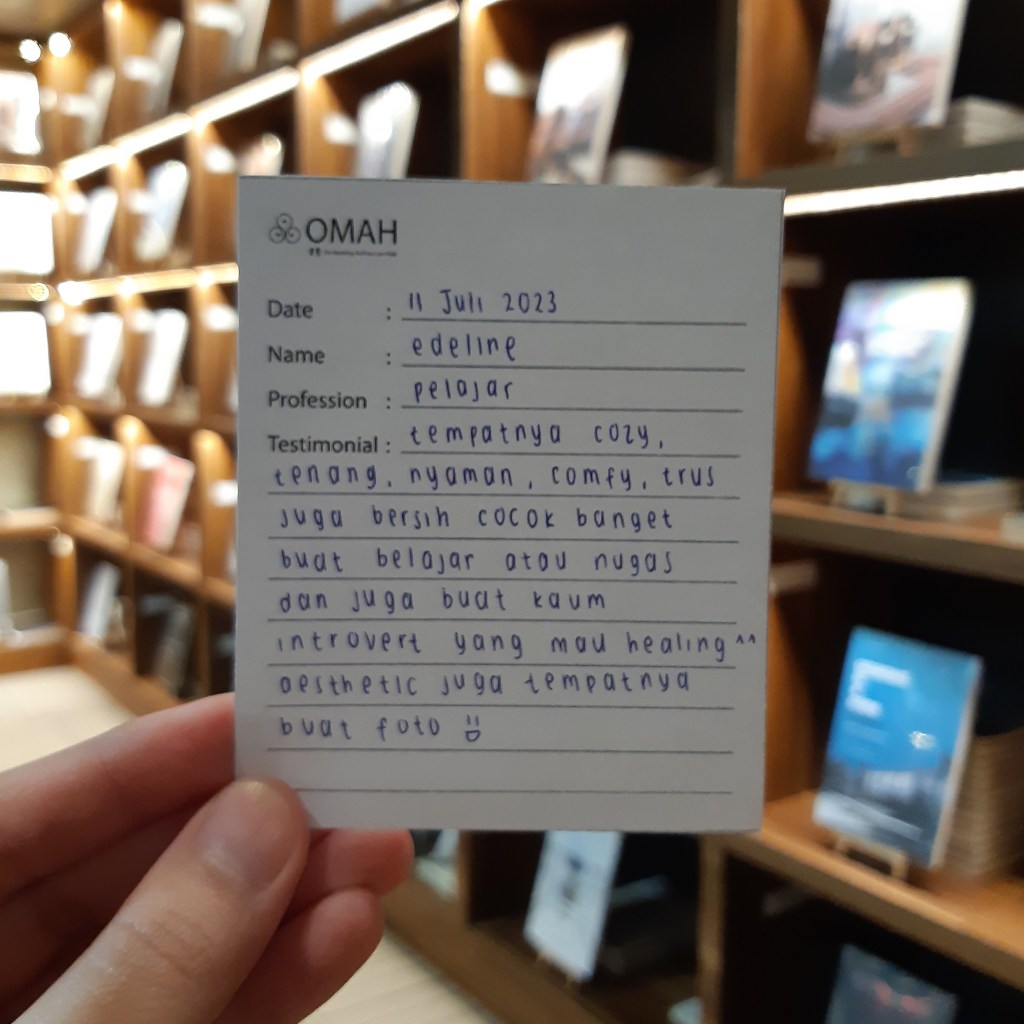 OMAH
Date : 11 Juli 2023
Name : edeline
Profession : pelajar
Testimonial : tempatnya cozy,
tenang, nyaman, comfy, trus
juga bersih cocok banget
buat belajar atau nugas
dan juga buat kaum
introvert yang mau healing ^^
aesthetic juga tempatnya
buat foto